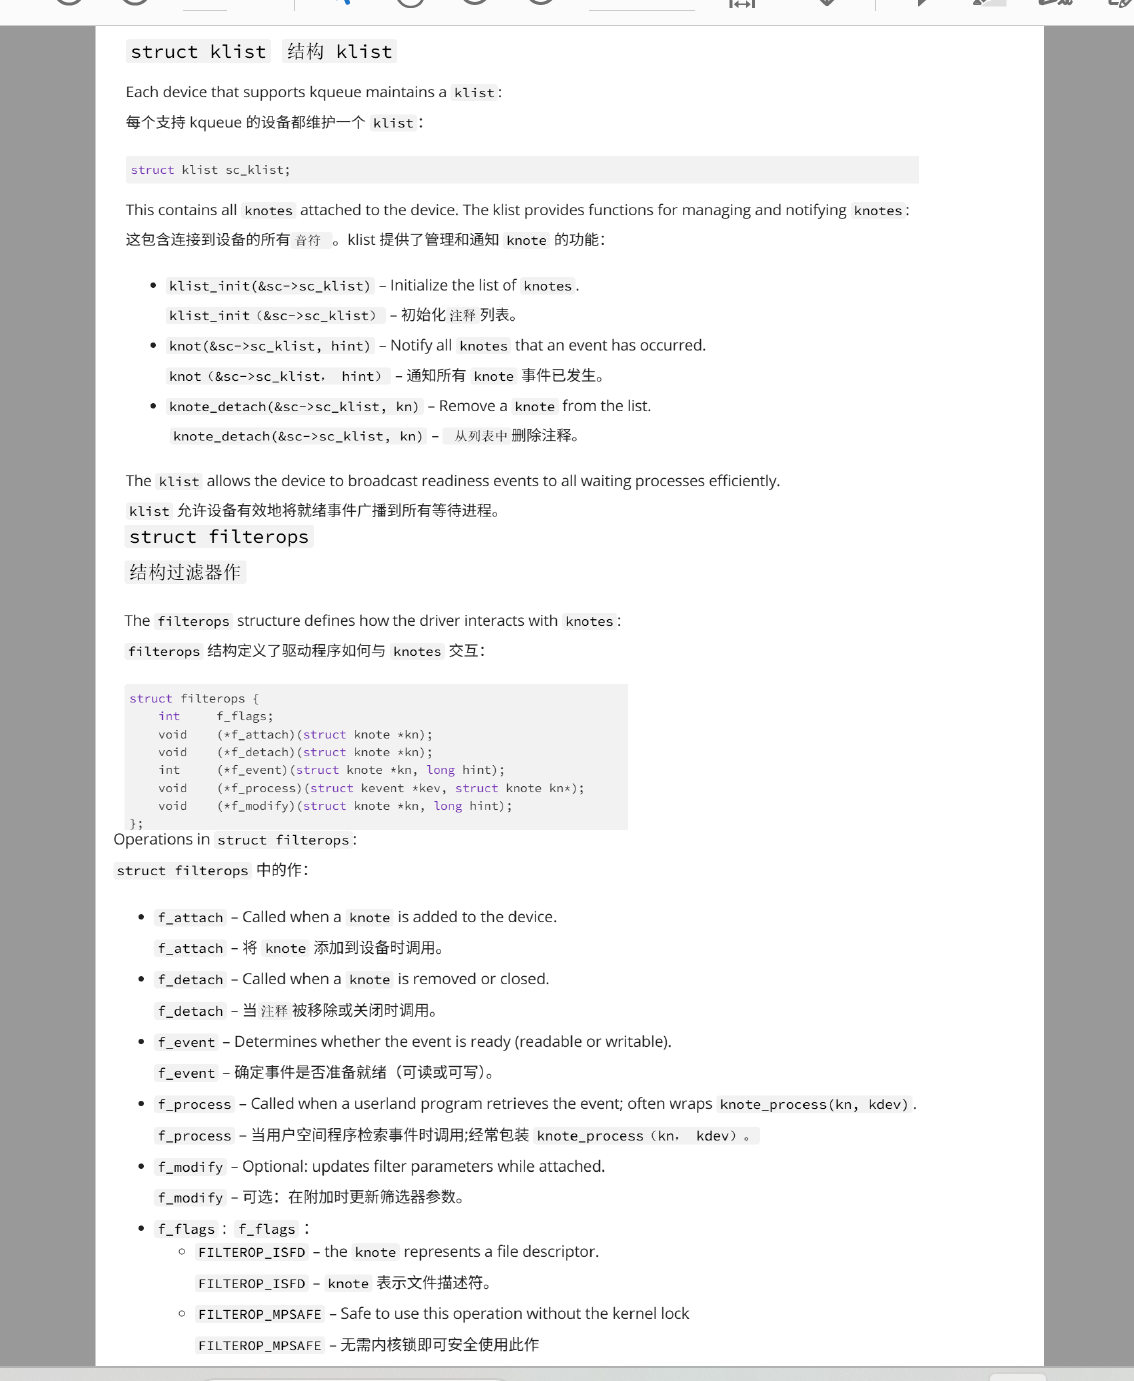 struct klist 结构 klist
Each device that supports kqueue maintains a klist:
每个支持 kqueue 的设备都维护一个 klist：
struct klist sc_klist;
This contains all knotes attached to the device. The klist provides functions for managing and notifying knotes:
这包含连接到设备的所有 音符 。klist 提供了管理和通知 knote 的功能：
• klist_init(&sc->sc_klist) – Initialize the list of knotes.
klist_init（&sc->sc_klist） – 初始化 注释 列表。
• knot(&sc->sc_klist, hint) – Notify all knotes that an event has occurred.
knot（&sc->sc_klist， hint） – 通知所有 knote 事件已发生。
• knote_detach(&sc->sc_klist, kn) – Remove a knote from the list.
knote_detach(&sc->sc_klist, kn) – 从列表中 删除注释。
The klist allows the device to broadcast readiness events to all waiting processes efficiently.
klist 允许设备有效地将就绪事件广播到所有等待进程。
struct filterops
结构过滤器作
The filterops structure defines how the driver interacts with knotes:
filterops 结构定义了驱动程序如何与 knotes 交互：
struct filterops {
    int     f_flags;
    void    (*f_attach)(struct knote *kn);
    void    (*f_detach)(struct knote *kn);
    int     (*f_event)(struct knote *kn, long hint);
    void    (*f_process)(struct kevent *kev, struct knote kn*);
    void    (*f_modify)(struct knote *kn, long hint);
};
Operations in struct filterops:
struct filterops 中的作：
• f_attach – Called when a knote is added to the device.
f_attach – 将 knote 添加到设备时调用。
• f_detach – Called when a knote is removed or closed.
f_detach – 当 注释 被移除或关闭时调用。
• f_event – Determines whether the event is ready (readable or writable).
f_event – 确定事件是否准备就绪（可读或可写）。
• f_process – Called when a userland program retrieves the event; often wraps knote_process(kn, kdev).
f_process – 当用户空间程序检索事件时调用;经常包装 knote_process（kn， kdev）。
• f_modify – Optional: updates filter parameters while attached.
f_modify – 可选：在附加时更新筛选器参数。
• f_flags: f_flags：
◦ FILTEROP_ISFD – the knote represents a file descriptor.
FILTEROP_ISFD – knote 表示文件描述符。
◦ FILTEROP_MPSAFE – Safe to use this operation without the kernel lock
FILTEROP_MPSAFE – 无需内核锁即可安全使用此作